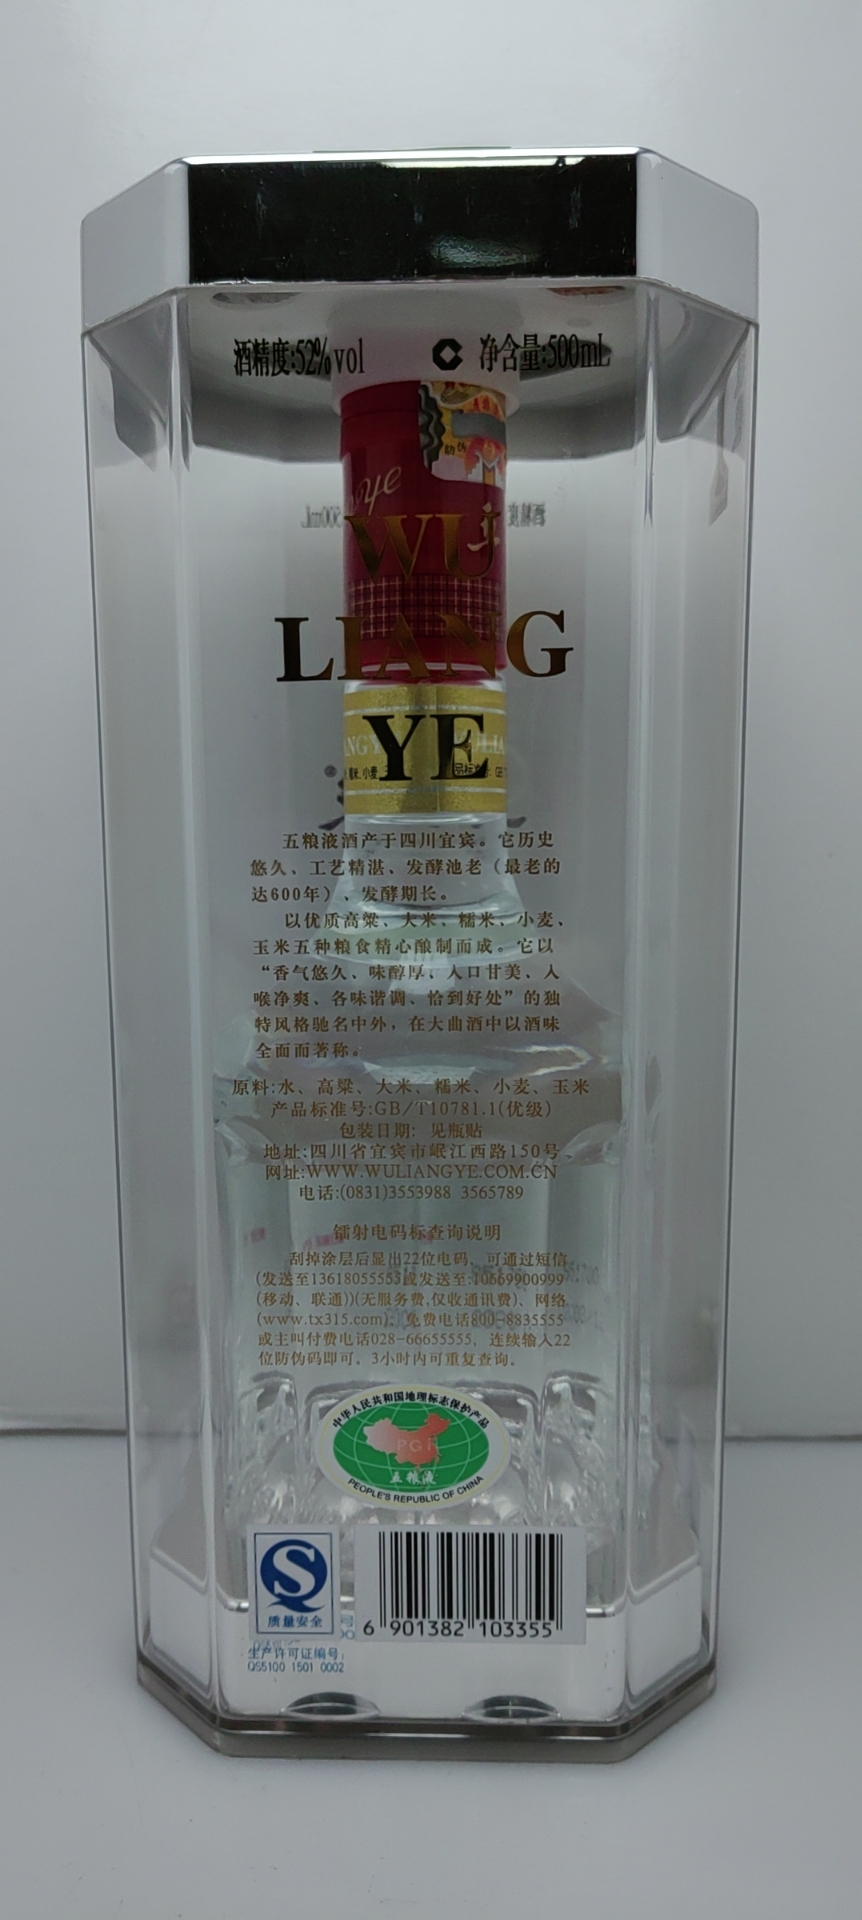 酒精度:52%vol 净含量:500mL
防伪
WU
LIANG
YE
五粮液酒产于四川宜宾。它历史
悠久、工艺精湛、发酵池老（最老的
达600年）、发酵期长。
以优质高粱、大米、糯米、小麦、
玉米五种粮食精心酿制而成。它以
“香气悠久、味醇厚、入口甘美、入
喉净爽、各味谐调、恰到好处”的独
特风格驰名中外，在大曲酒中以酒味
全面而著称。
原料:水、高粱、大米、糯米、小麦、玉米
产品标准号:GB/T10781.1(优级)
包装日期: 见瓶贴
地址:四川省宜宾市岷江西路150号
网址:WWW.WULIANGYE.COM.CN
电话:(0831)3553988 3565789
镭射电码标查询说明
刮掉涂层后显出22位电码、可通过短信
(发送至13618055553或发送至:10669900999
(移动、联通))(无服务费,仅收通讯费)、网络
(www.tx315.com)、免费电话800-8835555
或主叫付费电话028-66655555，连续输入22
位防伪码即可。3小时内可重复查询。
中华人民共和国地理标志保护产品
PGI
五粮液
PEOPLE'S REPUBLIC OF CHINA
质量安全
6 901382 103355
生产许可证编号:
QS5100 1501 0002